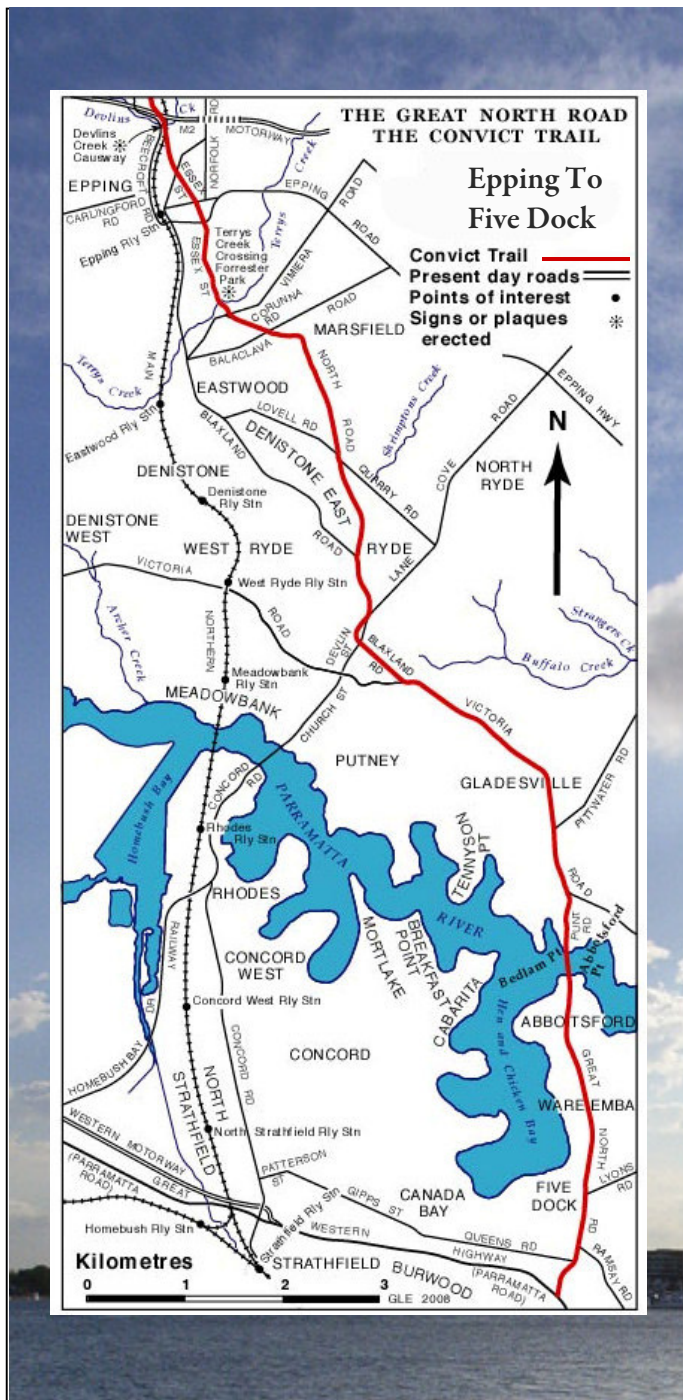 THE GREAT NORTH ROAD
THE CONVICT TRAIL
Epping To
Five Dock
Convict Trail
Present day roads
Points of interest
Signs or plaques
erected
Devlins
Ck
Devlins
Creek
Causway
M2
MOTORWAY
NORFOLK
RD
BEECROFT
RD
ESSEX
ST
EPPING
CARLINGFORD
RD
Epping Rly Stn
EPPING
ROAD
Terrys
Creek
Terrys
Creek
Crossing
Forrester
Park
ESSEX ST
VIMIERA
ROAD
CORUNNA
RD
BALACLAVA
ROAD
MARSFIELD
MAIN
Terrys Creek
EASTWOOD
Eastwood Rly Stn
BLAXLAND
ROAD
LOVELL RD
NORTH
ROAD
Shrimptons Creek
EPPING HWY
N
DENISTONE
Denistone
Rly Stn
DENISTONE EAST
QUARRY RD
COVE
ROAD
NORTH
RYDE
DENISTONE
WEST
WEST RYDE
RYDE
LANE
VICTORIA
ROAD
West Ryde Rly Stn
Archer Creek
NORTHERN
Strangers Ck
Buffalo Creek
DEVLIN
ST
BLAXLAND
RD
Meadowbank
Rly Stn
MEADOWBANK
CHURCH ST
VICTORIA
PUTNEY
GLADESVILLE
PITTWATER RD
CONCORD
RD
Homebush Bay
PARRAMATTA
RIVER
Rhodes
Rly Stn
TENNYSON
PT
RHODES
ROAD
PUNT
RD
RAILWAY
CONCORD
WEST
MORTLAKE
BREAKFAST
POINT
CABARITA
Bedlam Pt
Abbotsford
Pt
Concord West Rly Stn
Hen and Chicken Bay
ABBOTSFORD
HOMEBUSH BAY
DR
CONCORD RD
CONCORD
GREAT
NORTH
RD
WAREEMBA
NORTH
STRATHFIELD
North Strathfield Rly Stn
WESTERN MOTORWAY
GREAT
(PARRAMATTA
ROAD)
PATTERSON
ST
LYONS
RD
FIVE
DOCK
CANADA
BAY
GIPPS ST
QUEENS RD
Homebush Rly Stn
Strathfield Rly Stn
WESTERN
HIGHWAY
(PARRAMATTA
ROAD)
RAMSAY RD
STRATHFIELD
BURWOOD
Kilometres
0
1
2
3
GLE 2006